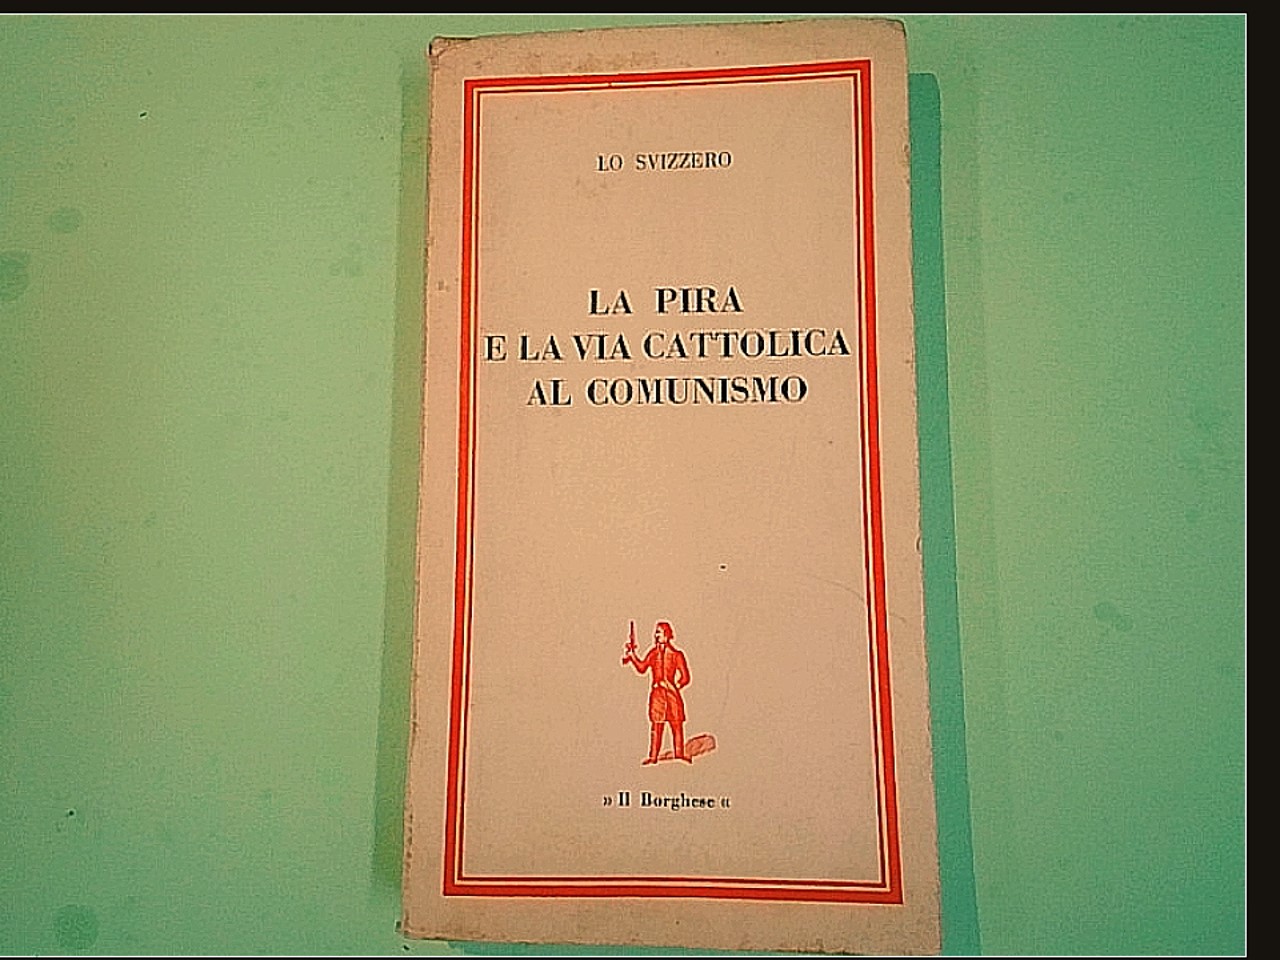 LO SVIZZERO
LA PIRA
E LA VIA CATTOLICA
AL COMUNISMO
» Il Borghese «